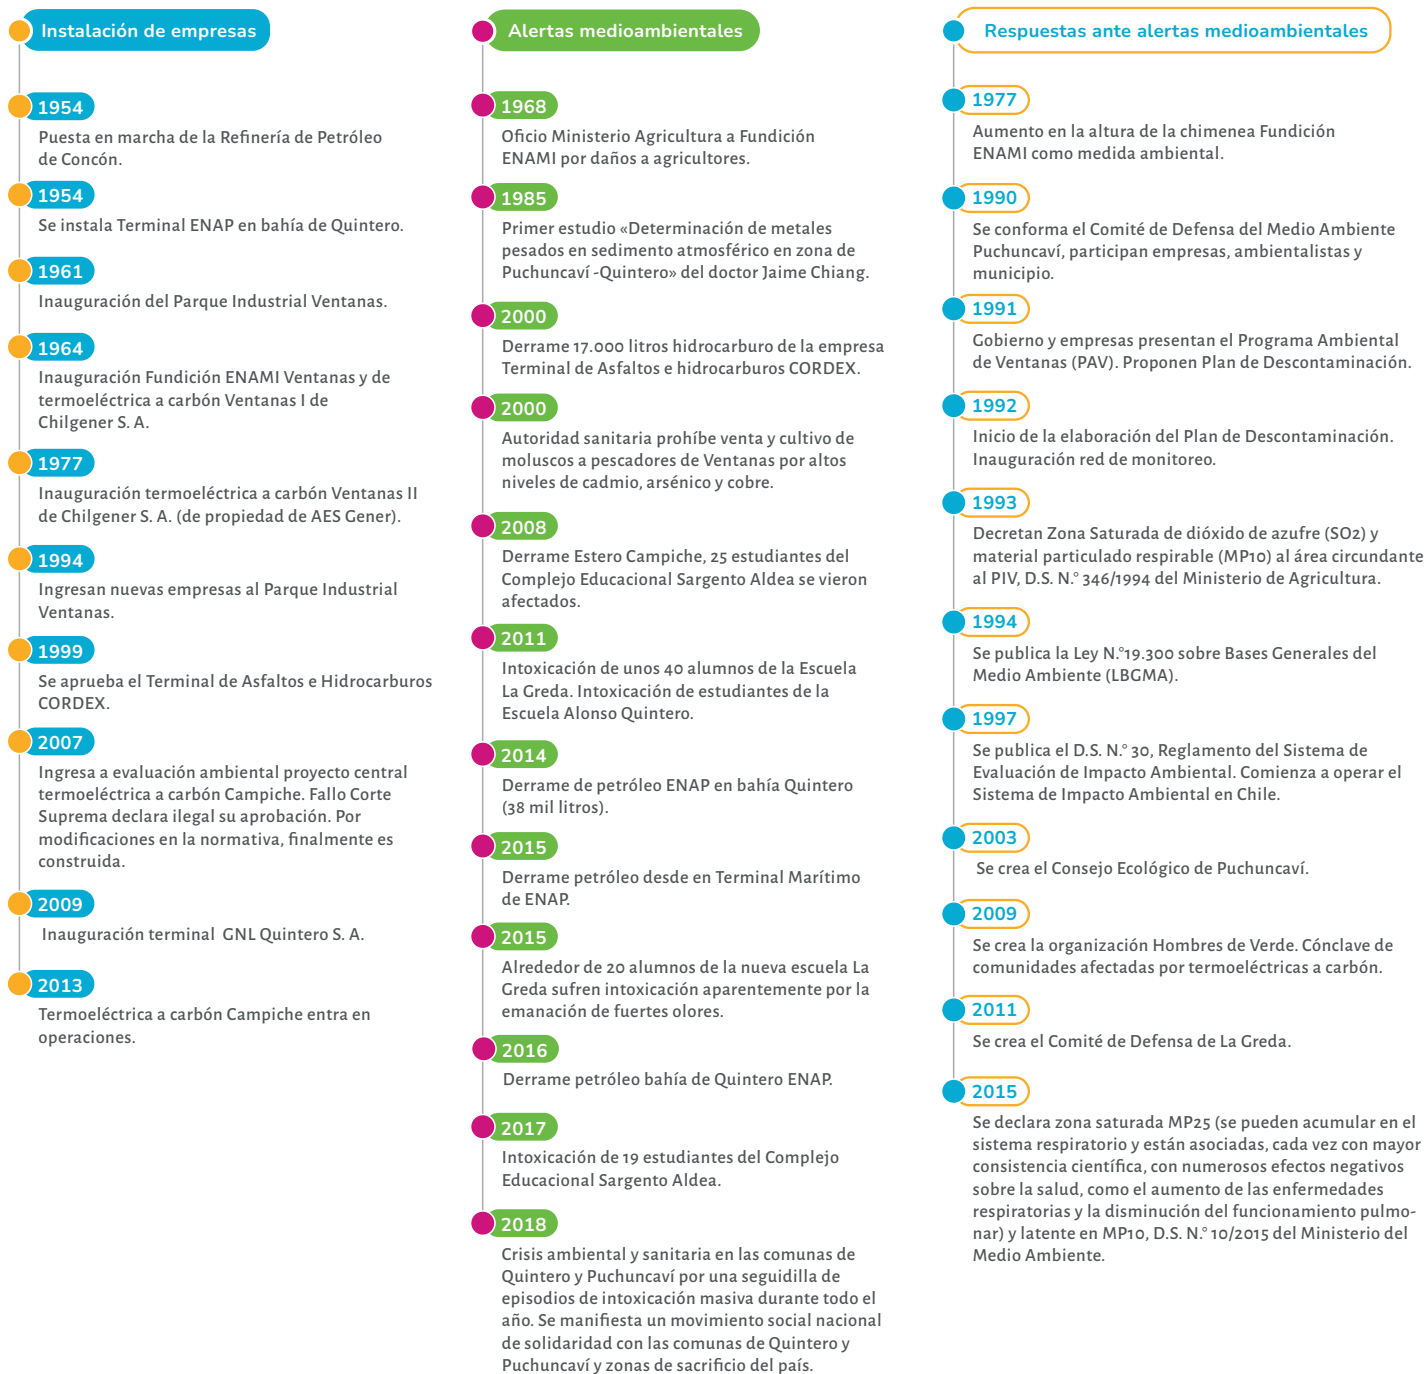 Instalación de empresas
1954
Puesta en marcha de la Refinería de Petróleo
de Concón.
1954
Se instala Terminal ENAP en bahía de Quintero.
1961
Inauguración del Parque Industrial Ventanas.
1964
Inauguración Fundición ENAMI Ventanas y de
termoeléctrica a carbón Ventanas I de
Chilgener S. A.
1977
Inauguración termoeléctrica a carbón Ventanas II
de Chilgener S. A. (de propiedad de AES Gener).
1994
Ingresan nuevas empresas al Parque Industrial
Ventanas.
1999
Se aprueba el Terminal de Asfaltos e Hidrocarburos
CORDEX.
2007
Ingresa a evaluación ambiental proyecto central
termoeléctrica a carbón Campiche. Fallo Corte
Suprema declara ilegal su aprobación. Por
modificaciones en la normativa, finalmente es
construida.
2009
Inauguración terminal GNL Quintero S. A.
2013
Termoeléctrica a carbón Campiche entra en
operaciones.
Alertas medioambientales
1968
Oficio Ministerio Agricultura a Fundición
ENAMI por daños a agricultores.
1985
Primer estudio «Determinación de metales
pesados en sedimento atmosférico en zona de
Puchuncaví -Quintero» del doctor Jaime Chiang.
2000
Derrame 17.000 litros hidrocarburo de la empresa
Terminal de Asfaltos e hidrocarburos CORDEX.
2000
Autoridad sanitaria prohíbe venta y cultivo de
moluscos a pescadores de Ventanas por altos
niveles de cadmio, arsénico y cobre.
2008
Derrame Estero Campiche, 25 estudiantes del
Complejo Educacional Sargento Aldea se vieron
afectados.
2011
Intoxicación de unos 40 alumnos de la Escuela
La Greda. Intoxicación de estudiantes de la
Escuela Alonso Quintero.
2014
Derrame de petróleo ENAP en bahía Quintero
(38 mil litros).
2015
Derrame petróleo desde en Terminal Marítimo
de ENAP.
2015
Alrededor de 20 alumnos de la nueva escuela La
Greda sufren intoxicación aparentemente por la
emanación de fuertes olores.
2016
Derrame petróleo bahía de Quintero ENAP.
2017
Intoxicación de 19 estudiantes del Complejo
Educacional Sargento Aldea.
2018
Crisis ambiental y sanitaria en las comunas de
Quintero y Puchuncaví por una seguidilla de
episodios de intoxicación masiva durante todo el
año. Se manifiesta un movimiento social nacional
de solidaridad con las comunas de Quintero y
Puchuncaví y zonas de sacrificio del país.
Respuestas ante alertas medioambientales
1977
Aumento en la altura de la chimenea Fundición
ENAMI como medida ambiental.
1990
Se conforma el Comité de Defensa del Medio Ambiente
Puchuncaví, participan empresas, ambientalistas y
municipio.
1991
Gobierno y empresas presentan el Programa Ambiental
de Ventanas (PAV). Proponen Plan de Descontaminación.
1992
Inicio de la elaboración del Plan de Descontaminación.
Inauguración red de monitoreo.
1993
Decretan Zona Saturada de dióxido de azufre (SO2) y
material particulado respirable (MP10) al área circundante
al PIV, D.S. N.° 346/1994 del Ministerio de Agricultura.
1994
Se publica la Ley N.°19.300 sobre Bases Generales del
Medio Ambiente (LBGMA).
1997
Se publica el D.S. N.° 30, Reglamento del Sistema de
Evaluación de Impacto Ambiental. Comienza a operar el
Sistema de Impacto Ambiental en Chile.
2003
Se crea el Consejo Ecológico de Puchuncaví.
2009
Se crea la organización Hombres de Verde. Cónclave de
comunidades afectadas por termoeléctricas a carbón.
2011
Se crea el Comité de Defensa de La Greda.
2015
Se declara zona saturada MP25 (se pueden acumular en el
sistema respiratorio y están asociadas, cada vez con mayor
consistencia científica, con numerosos efectos negativos
sobre la salud, como el aumento de las enfermedades
respiratorias y la disminución del funcionamiento pulmo-
nar) y latente en MP10, D.S. N.° 10/2015 del Ministerio del
Medio Ambiente.